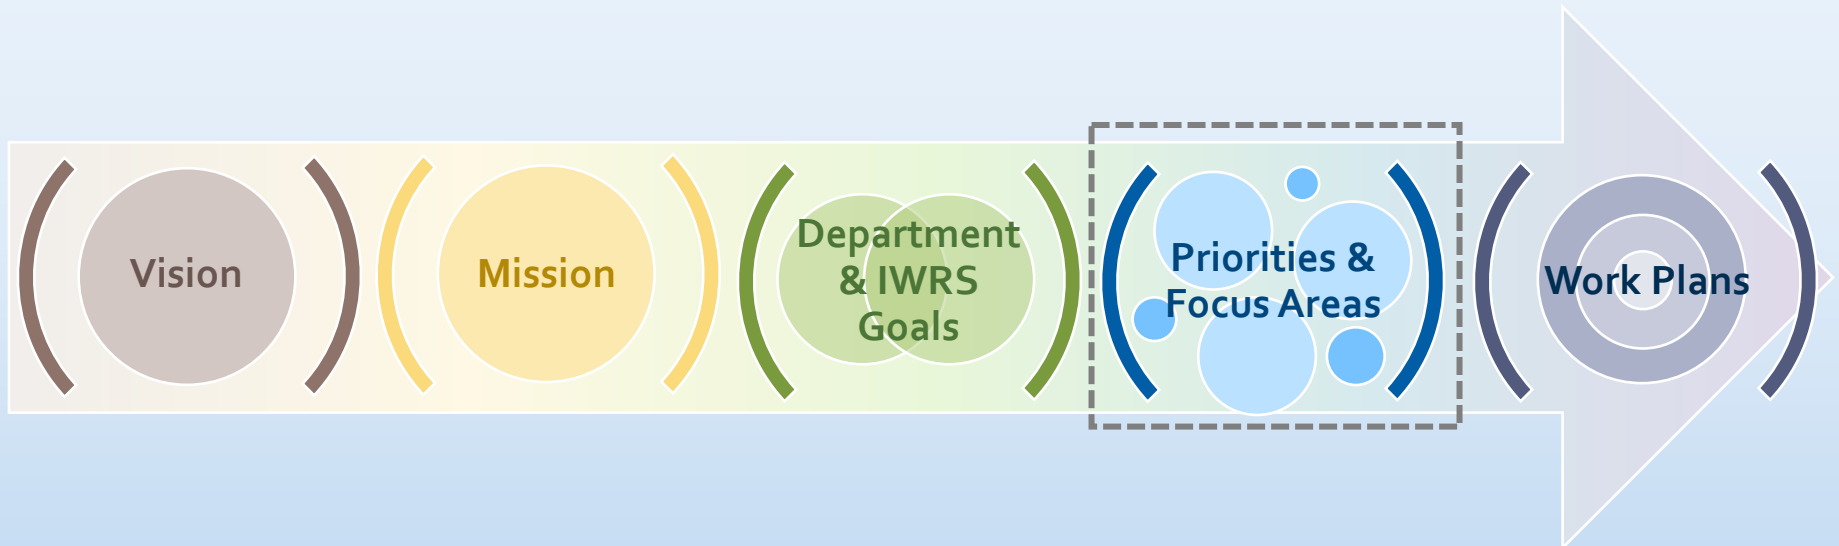 Vision
Mission
Department
& IWRS
Goals
Priorities &
Focus Areas
Work Plans